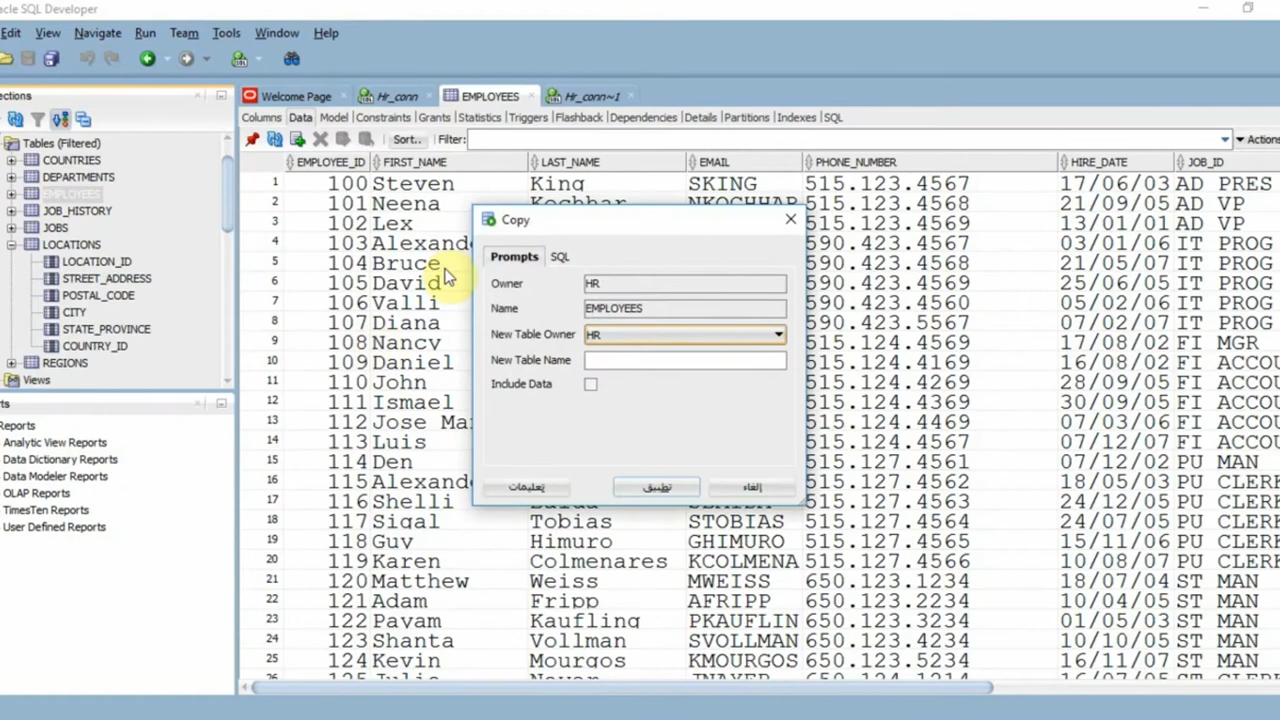 acle SQL Developer
Edit View Navigate Run Team Tools Window Help
ections
Tables (Filtered)
COUNTRIES
DEPARTMENTS
EMPLOYEES
JOB_HISTORY
JOBS
LOCATIONS
LOCATION_ID
STREET_ADDRESS
POSTAL_CODE
CITY
STATE_PROVINCE
COUNTRY_ID
REGIONS
Views
rts
Reports
Analytic View Reports
Data Dictionary Reports
Data Modeler Reports
OLAP Reports
TimesTen Reports
User Defined Reports
Welcome Page Hr_conn EMPLOYEES Hr_conn~1
Columns Data Model Constraints Grants Statistics Triggers Flashback Dependencies Details Partitions Indexes SQL
Sort.. Filter: Actions
EMPLOYEE_ID FIRST_NAME LAST_NAME EMAIL PHONE_NUMBER HIRE_DATE JOB_ID
1 100 Steven King SKING 515.123.4567 17/06/03 AD PRES
2 101 Neena Kochhar NKOCHHAR 515.123.4568 21/09/05 AD VP
3 102 Lex 515.123.4569 13/01/01 AD VP
4 103 Alexande 590.423.4567 03/01/06 IT PROG
5 104 Bruce 590.423.4568 21/05/07 IT PROG
6 105 David 590.423.4569 25/06/05 IT PROG
7 106 Valli 590.423.4560 05/02/06 IT PROG
8 107 Diana 590.423.5567 07/02/07 IT PROG
9 108 Nancy 515.124.4569 17/08/02 FI MGR
10 109 Daniel 515.124.4169 16/08/02 FI ACCOU
11 110 John 515.124.4269 28/09/05 FI ACCOU
12 111 Ismael 515.124.4369 30/09/05 FI ACCOU
13 112 Jose Ma 515.124.4469 07/03/06 FI ACCOU
14 113 Luis 515.124.4567 07/12/07 FI ACCOU
15 114 Den 515.127.4561 07/12/02 PU MAN
16 115 Alexande 515.127.4562 18/05/03 PU CLERK
17 116 Shelli Baida 515.127.4563 24/12/05 PU CLERK
18 117 Sigal Tobias STOBIAS 515.127.4564 24/07/05 PU CLERK
19 118 Guy Himuro GHIMURO 515.127.4565 15/11/06 PU CLERK
20 119 Karen Colmenares KCOLMENA 515.127.4566 10/08/07 PU CLERK
21 120 Matthew Weiss MWEISS 650.123.1234 18/07/04 ST MAN
22 121 Adam Fripp AFRIPP 650.123.2234 10/04/05 ST MAN
23 122 Payam Kaufling PKAUFLIN 650.123.3234 01/05/03 ST MAN
24 123 Shanta Vollman SVOLLMAN 650.123.4234 10/10/05 ST MAN
25 124 Kevin Mourgos KMOURGOS 650.123.5234 16/11/07 ST MAN
Copy
Prompts SQL
Owner HR
Name EMPLOYEES
New Table Owner HR
New Table Name
Include Data
تعليمات تطبيق إلغاء